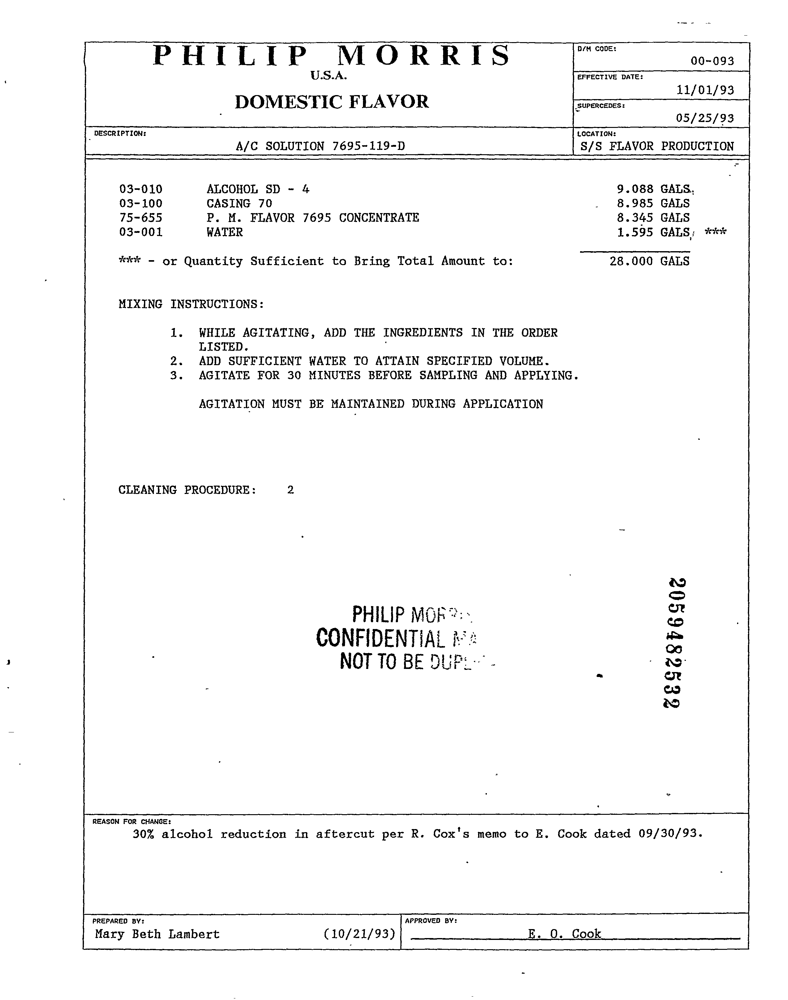 PHILIP MORRIS
U.S.A.
DOMESTIC FLAVOR
D/M CODE:
00-093
EFFECTIVE DATE:
11/01/93
SUPERCEDES:
05/25/93
DESCRIPTION:
A/C SOLUTION 7695-119-D
LOCATION:
S/S FLAVOR PRODUCTION
03-010 ALCOHOL SD - 4 9.088 GALS.
03-100 CASING 70 8.985 GALS
75-655 P. M. FLAVOR 7695 CONCENTRATE 8.345 GALS
03-001 WATER 1.595 GALS ***
*** - or Quantity Sufficient to Bring Total Amount to: 28.000 GALS
MIXING INSTRUCTIONS:
1. WHILE AGITATING, ADD THE INGREDIENTS IN THE ORDER
LISTED.
2. ADD SUFFICIENT WATER TO ATTAIN SPECIFIED VOLUME.
3. AGITATE FOR 30 MINUTES BEFORE SAMPLING AND APPLYING.
AGITATION MUST BE MAINTAINED DURING APPLICATION
CLEANING PROCEDURE: 2
PHILIP
CONFIDENTIAL
NOT TO BE
2059482532
REASON FOR CHANGE:
30% alcohol reduction in aftercut per R. Cox's memo to E. Cook dated 09/30/93.
PREPARED BY:
Mary Beth Lambert (10/21/93)
APPROVED BY:
E. O. Cook